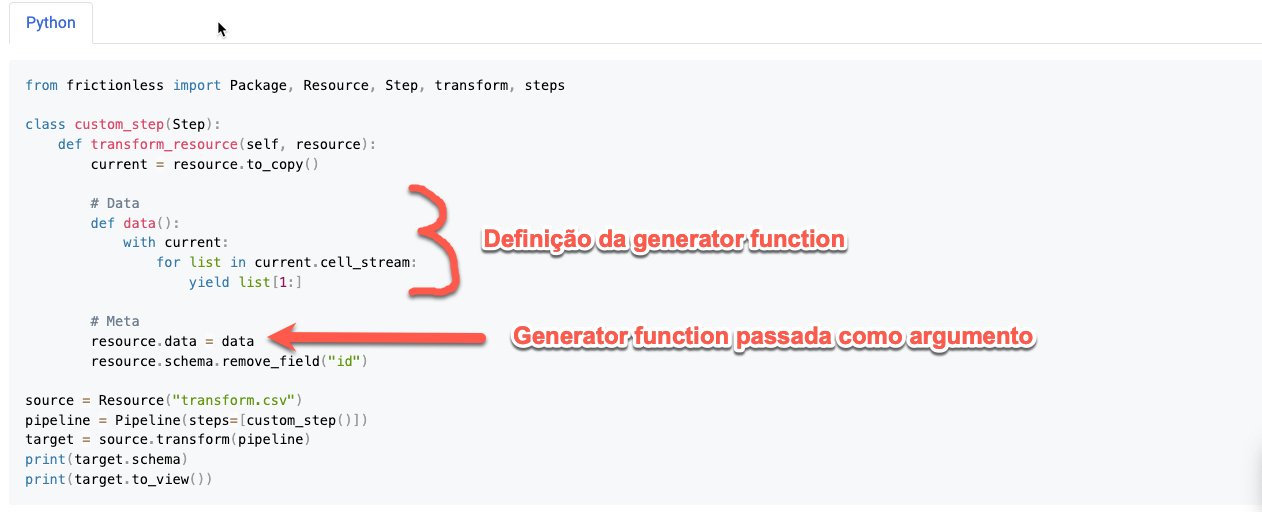 Python
from frictionless import Package, Resource, Step, transform, steps
class custom_step(Step):
    def transform_resource(self, resource):
        current = resource.to_copy()
        # Data
        def data():
            with current:
                for list in current.cell_stream:
                    yield list[1:]
Definição da generator function
        # Meta
        resource.data = data
Generator function passada como argumento
        resource.schema.remove_field("id")
source = Resource("transform.csv")
pipeline = Pipeline(steps=[custom_step()])
target = source.transform(pipeline)
print(target.schema)
print(target.to_view())